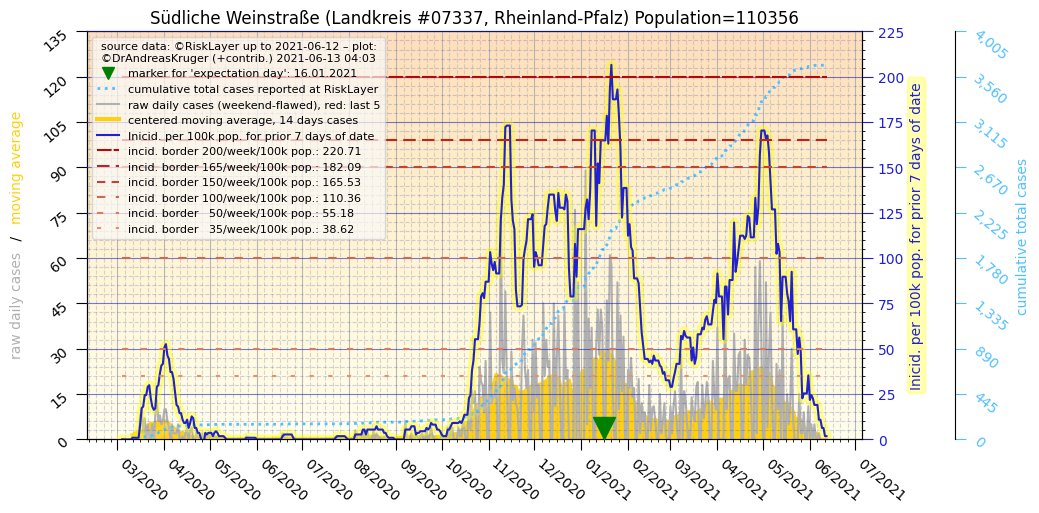 Südliche Weinstraße (Landkreis #07337, Rheinland-Pfalz) Population=110356
source data: ©RiskLayer up to 2021-06-12 – plot:
©DrAndreasKruger (+contrib.) 2021-06-13 04:03
marker for 'expectation day': 16.01.2021
cumulative total cases reported at RiskLayer
raw daily cases (weekend-flawed), red: last 5
centered moving average, 14 days cases
Inicid. per 100k pop. for prior 7 days of date
incid. border 200/week/100k pop.: 220.71
incid. border 165/week/100k pop.: 182.09
incid. border 150/week/100k pop.: 165.53
incid. border 100/week/100k pop.: 110.36
incid. border   50/week/100k pop.: 55.18
incid. border   35/week/100k pop.: 38.62
raw daily cases / moving average
135
120
105
90
75
60
45
30
15
0
225
200
175
150
125
100
75
50
25
0
Inicid. per 100k pop. for prior 7 days of date
4,005
3,560
3,115
2,670
2,225
1,780
1,335
890
445
0
cumulative total cases
03/2020
04/2020
05/2020
06/2020
07/2020
08/2020
09/2020
10/2020
11/2020
12/2020
01/2021
02/2021
03/2021
04/2021
05/2021
06/2021
07/2021